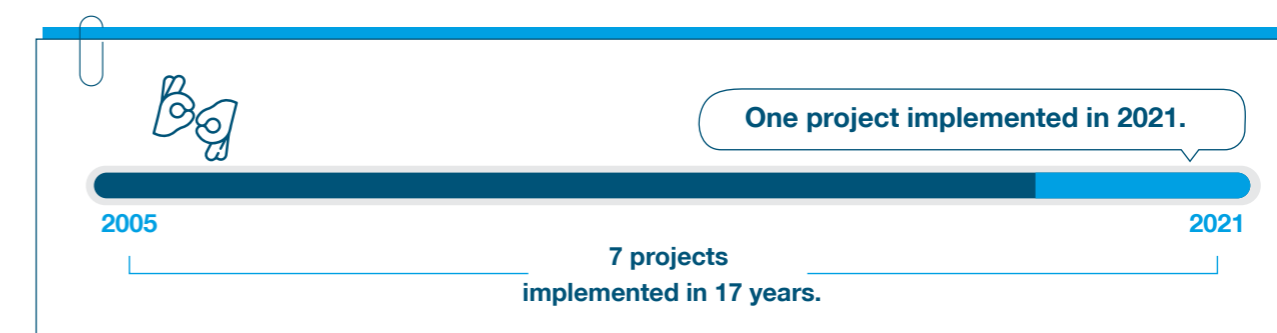 One project implemented in 2021.
2005
2021
7 projects
implemented in 17 years.